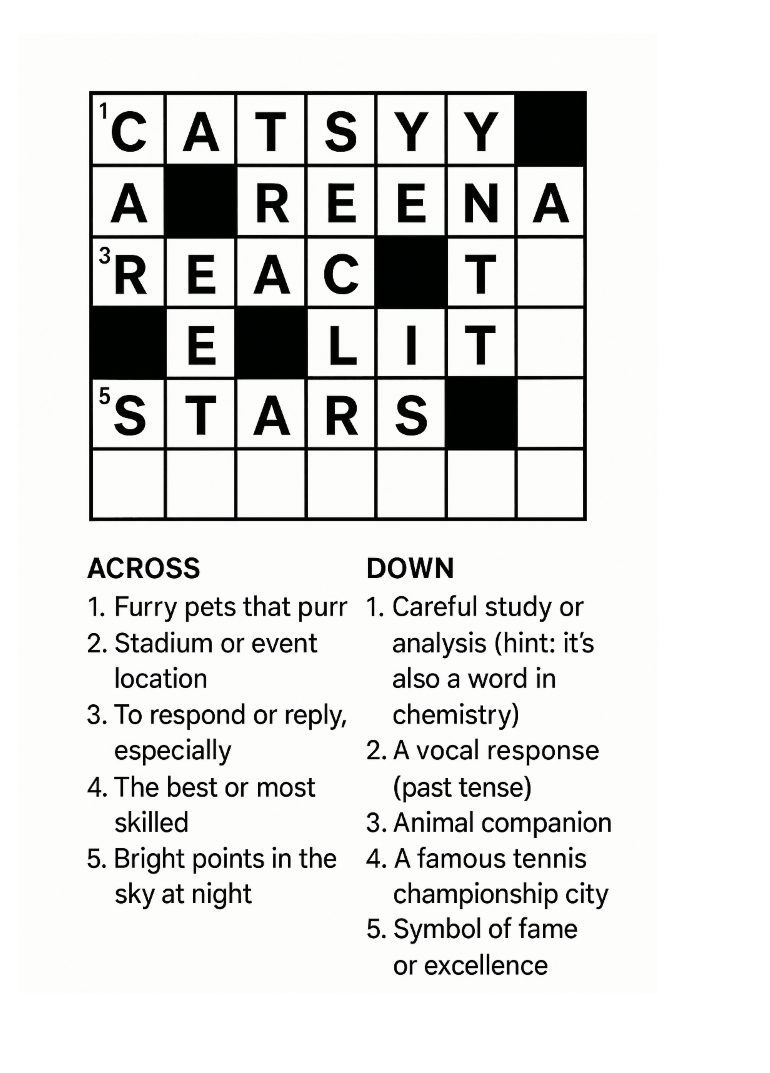 1 C A T S Y Y
A R E E N A
3 R E A C T
E L I T
5 S T A R S
ACROSS
1. Furry pets that purr
2. Stadium or event
location
3. To respond or reply,
especially
4. The best or most
skilled
5. Bright points in the
sky at night
DOWN
1. Careful study or
analysis (hint: it's
also a word in
chemistry)
2. A vocal response
(past tense)
3. Animal companion
4. A famous tennis
championship city
5. Symbol of fame
or excellence